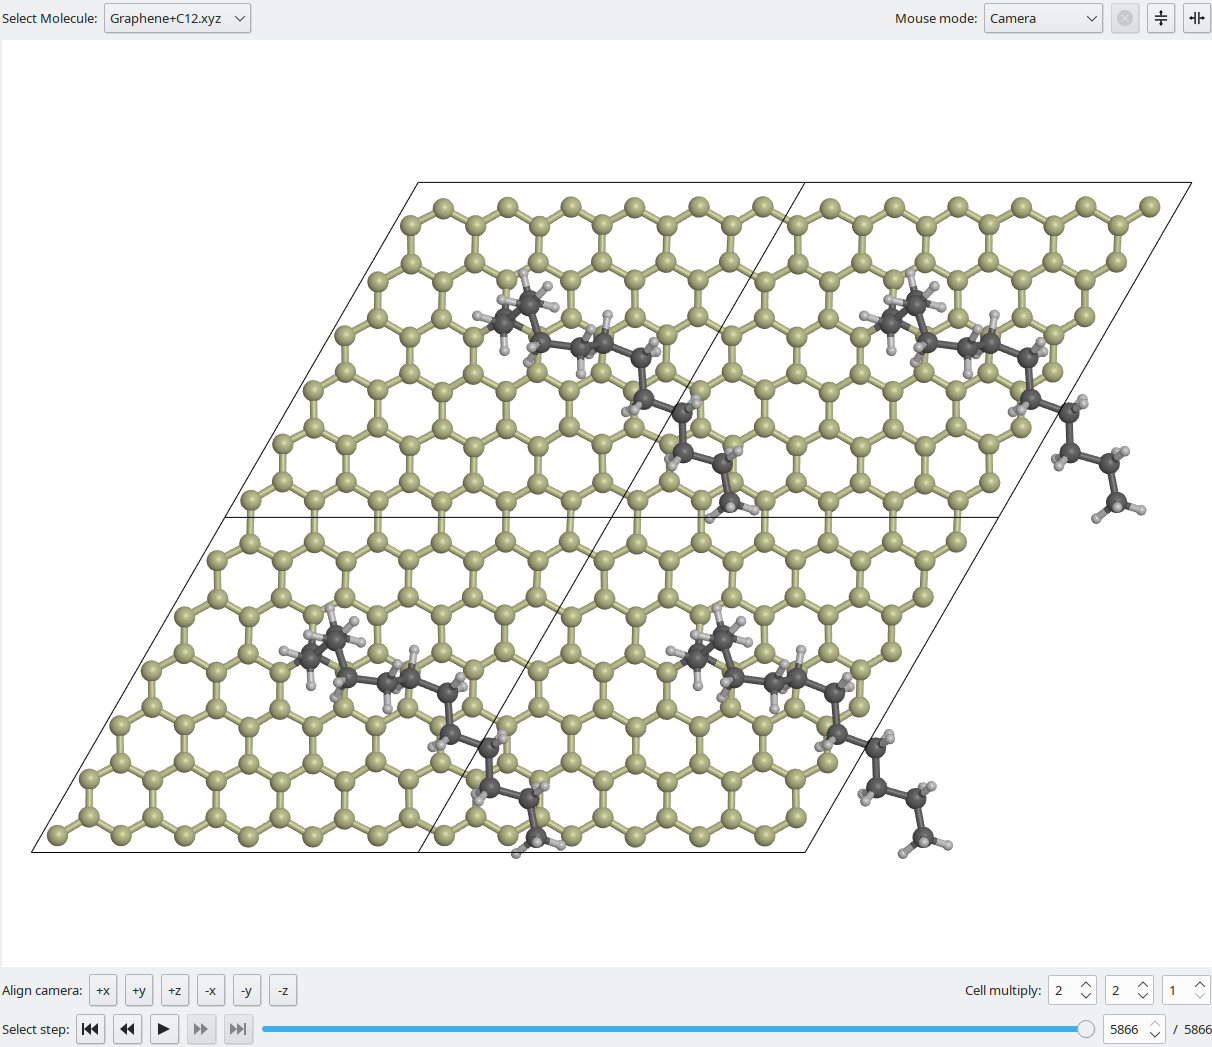 Select Molecule: Graphene+C12.xyz Mouse mode: Camera
Align camera: +x +y +z -x -y -z Cell multiply: 2 2 1
Select step: 5866 / 5866